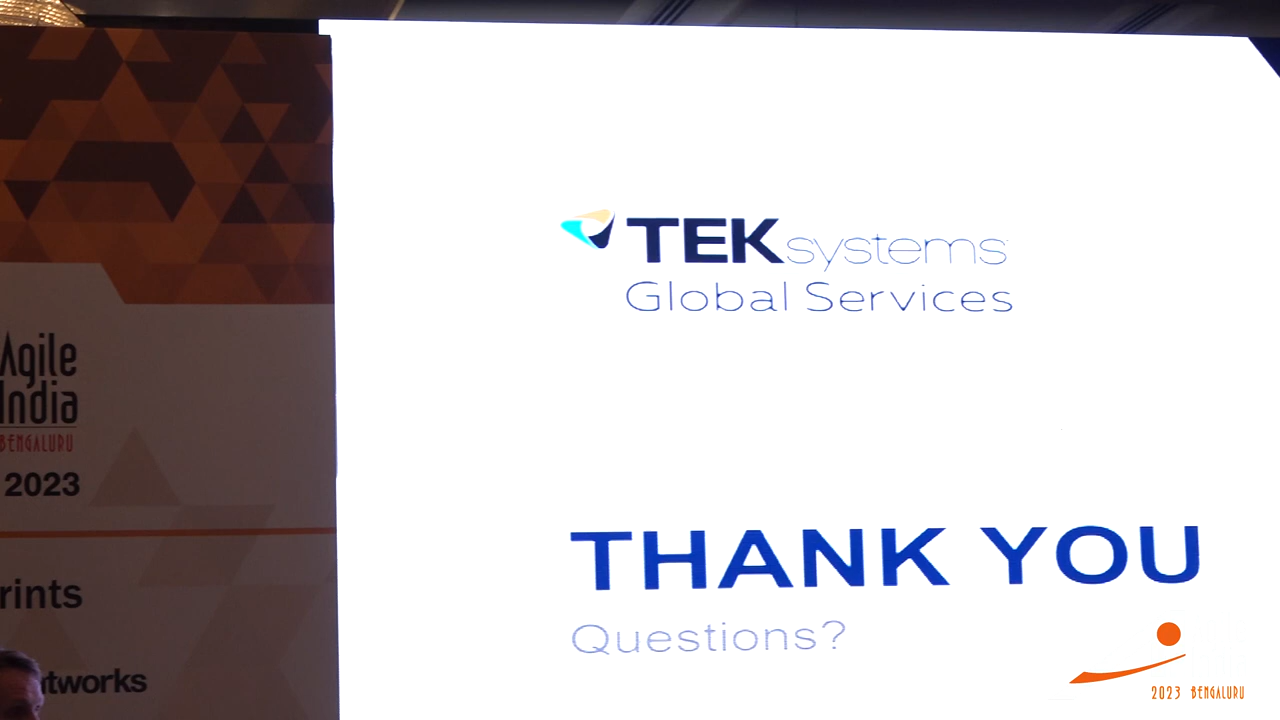 Agile
India
BENGALURU
2023
rints
tworks
TEKsystems
Global Services
THANK YOU
Questions?
2023 BENGALURU